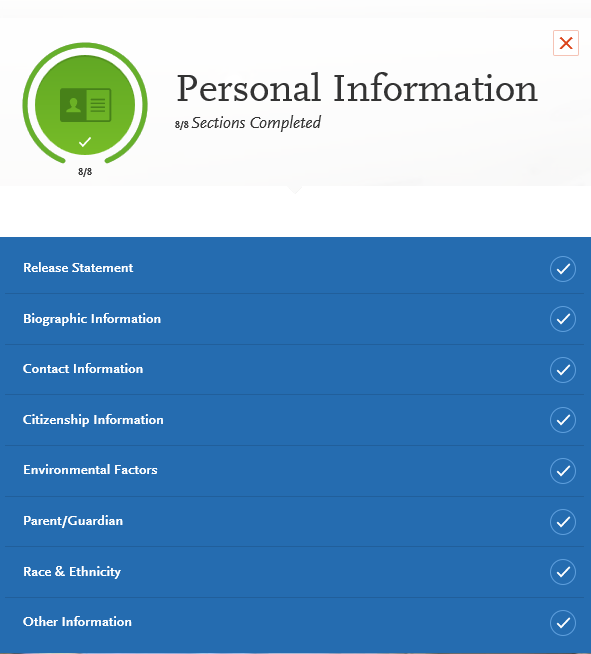 Personal Information
8/8 Sections Completed
8/8
Release Statement
Biographic Information
Contact Information
Citizenship Information
Environmental Factors
Parent/Guardian
Race & Ethnicity
Other Information